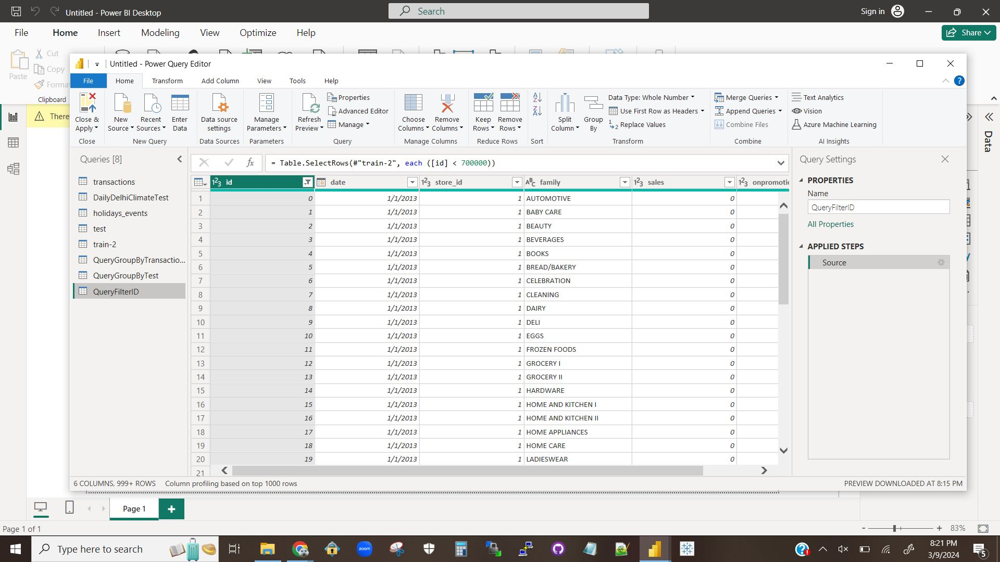 Untitled - Power BI Desktop
Search
Sign in
File Home Insert Modeling View Optimize Help
Share
Paste
Cut
Copy
Clipboard
Untitled - Power Query Editor
File Home Transform Add Column View Tools Help
Close & Apply
Close
New Source
Recent Sources
Enter Data
New Query
Data source settings
Data Sources
Manage Parameters
Parameters
Refresh Preview
Properties
Advanced Editor
Manage
Query
Choose Columns
Remove Columns
Manage Columns
Keep Rows
Remove Rows
Reduce Rows
Sort
Split Column
Group By
Data Type: Whole Number
Use First Row as Headers
Replace Values
Transform
Merge Queries
Append Queries
Combine Files
Combine
Text Analytics
Vision
Azure Machine Learning
AI Insights
There
Data
Queries [8]
transactions
DailyDelhiClimateTest
holidays_events
test
train-2
QueryGroupByTransactio...
QueryGroupByTest
QueryFilterID
fx
= Table.SelectRows(#"train-2", each ([id] < 700000))
id date store_id family sales
1 0 1/1/2013 1 AUTOMOTIVE 0
2 1 1/1/2013 1 BABY CARE 0
3 2 1/1/2013 1 BEAUTY 0
4 3 1/1/2013 1 BEVERAGES 0
5 4 1/1/2013 1 BOOKS 0
6 5 1/1/2013 1 BREAD/BAKERY 0
7 6 1/1/2013 1 CELEBRATION 0
8 7 1/1/2013 1 CLEANING 0
9 8 1/1/2013 1 DAIRY 0
10 9 1/1/2013 1 DELI 0
11 10 1/1/2013 1 EGGS 0
12 11 1/1/2013 1 FROZEN FOODS 0
13 12 1/1/2013 1 GROCERY I 0
14 13 1/1/2013 1 GROCERY II 0
15 14 1/1/2013 1 HARDWARE 0
16 15 1/1/2013 1 HOME AND KITCHEN I 0
17 16 1/1/2013 1 HOME AND KITCHEN II 0
18 17 1/1/2013 1 HOME APPLIANCES 0
19 18 1/1/2013 1 HOME CARE 0
20 19 1/1/2013 1 LADIESWEAR 0
21
Query Settings
PROPERTIES
Name
QueryFilterID
All Properties
APPLIED STEPS
Source
6 COLUMNS, 999+ ROWS Column profiling based on top 1000 rows
PREVIEW DOWNLOADED AT 8:15 PM
Page 1
Page 1 of 1
- + 83%
Type here to search
zoom
8:21 PM
3/9/2024
5